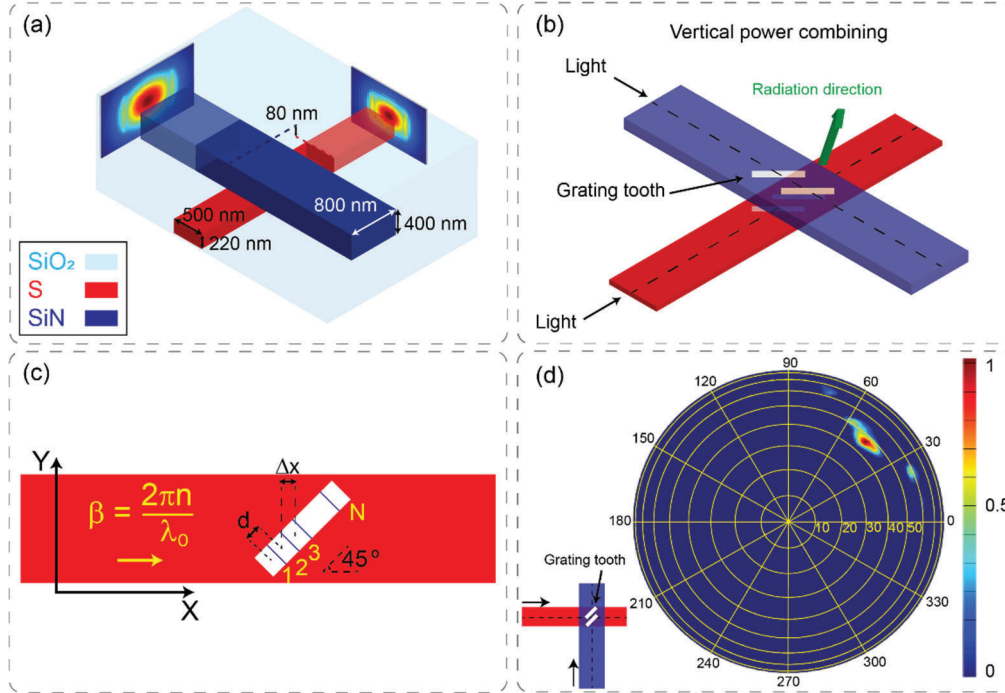 (a)
80 nm
500 nm
220 nm
800 nm
400 nm
SiO₂
S
SiN
(b)
Vertical power combining
Light
Radiation direction
Grating tooth
Light
(c)
Y
X
β = 2πn/λ₀
Δx
d
1 2 3 N
45°
(d)
90
60
30
0
330
300
270
240
210
180
150
120
10 20 30 40 50
1
0.5
0
Grating tooth